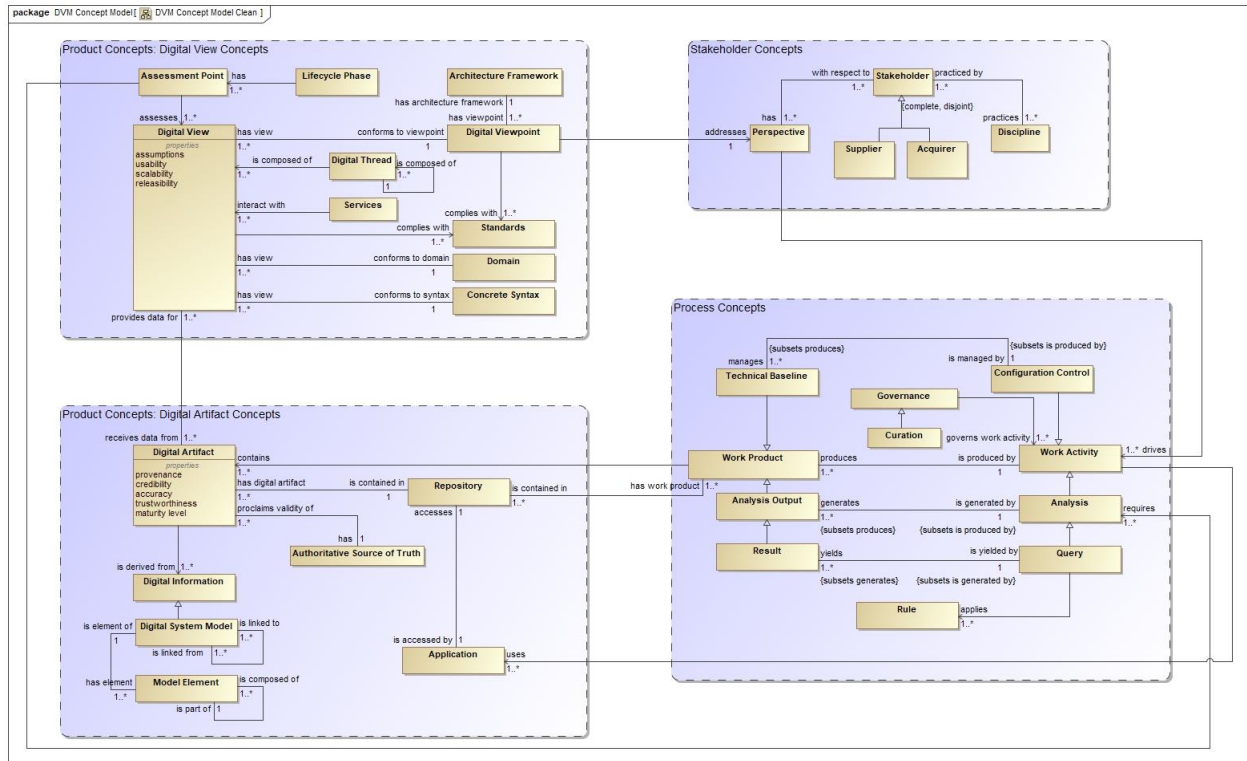 package DVM Concept Model [ DVM Concept Model Clean ]
Product Concepts: Digital View Concepts
Assessment Point
has
1..*
Lifecycle Phase
Architecture Framework
has architecture framework 1
assesses 1..*
has viewpoint 1..*
Digital View
properties
assumptions
usability
scalability
releasibility
has view
1..*
conforms to viewpoint
1
Digital Viewpoint
is composed of
1..*
Digital Thread
is composed of
1..*
1
interact with
1..*
Services
complies with 1..*
complies with
1..*
Standards
has view
1..*
conforms to domain
1
Domain
has view
1..*
conforms to syntax
1
Concrete Syntax
provides data for 1..*
Stakeholder Concepts
with respect to
1..*
Stakeholder
practiced by
1..*
{complete, disjoint}
has 1..*
practices 1..*
addresses
1
Perspective
Supplier
Acquirer
Discipline
Process Concepts
{subsets produces}
manages 1..*
{subsets is produced by}
is managed by 1
Technical Baseline
Configuration Control
Governance
Curation
governs work activity 1..*
1..* drives
Work Product
produces
1..*
is produced by
1
Work Activity
has work product 1..*
Analysis Output
generates
1..*
{subsets produces}
is generated by
1
{subsets is produced by}
Analysis
requires
1..*
Result
yields
1..*
{subsets generates}
is yielded by
1
{subsets is generated by}
Query
Rule
applies
1..*
Product Concepts: Digital Artifact Concepts
receives data from 1..*
Digital Artifact
properties
provenance
credibility
accuracy
trustworthiness
maturity level
contains
1..*
has digital artifact
1..*
is contained in
1
Repository
is contained in
1..*
accesses 1
proclaims validity of
1..*
has 1
Authoritative Source of Truth
is derived from 1..*
Digital Information
is element of
1
Digital System Model
is linked to
1..*
is linked from 1..*
is accessed by 1
Application
uses
1..*
has element
1..*
Model Element
is composed of
1..*
is part of 1